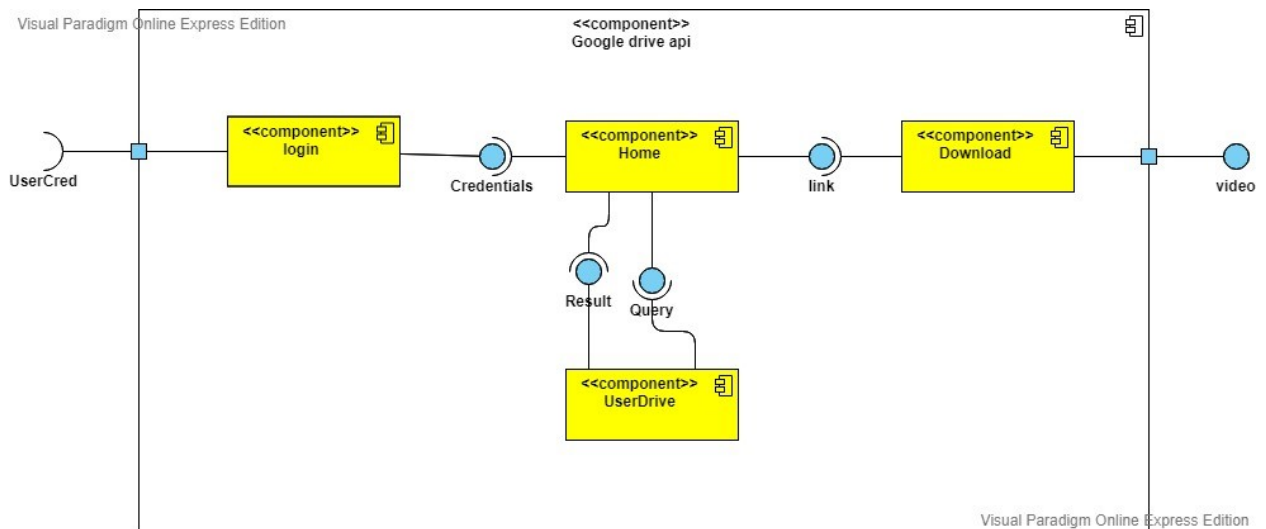 Visual Paradigm Online Express Edition
<<component>>
Google drive api
<<component>>
login
<<component>>
Home
<<component>>
Download
UserCred
Credentials
link
video
Result
Query
<<component>>
UserDrive
Visual Paradigm Online Express Edition